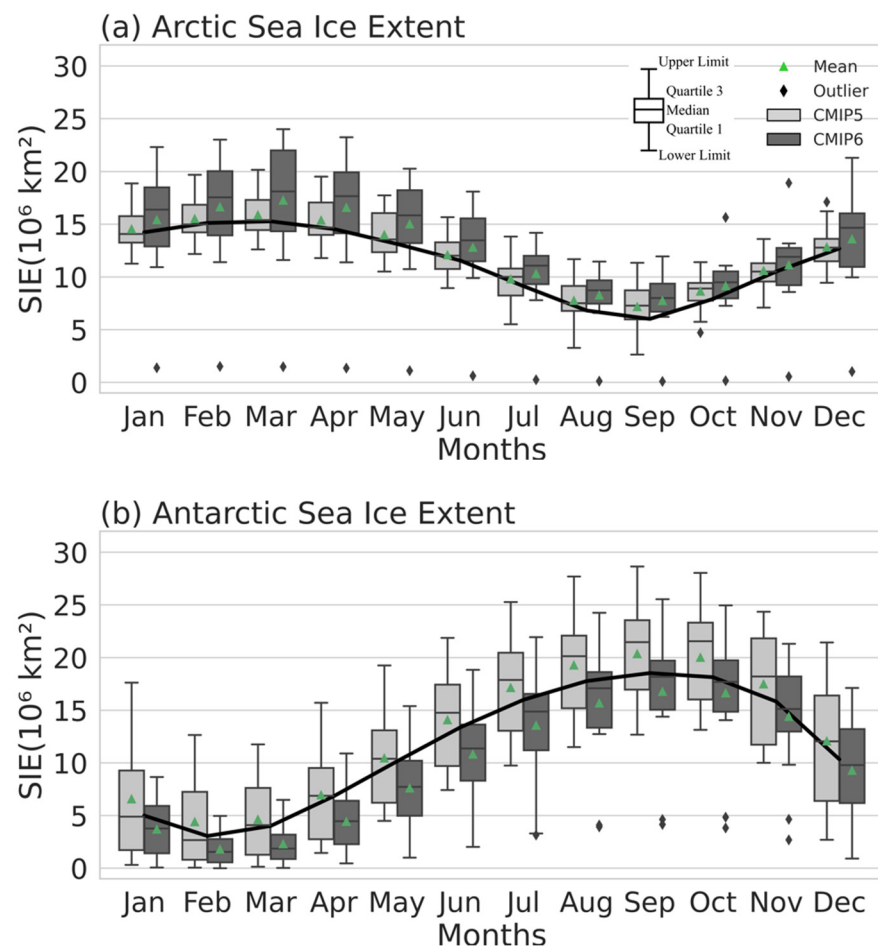 (a) Arctic Sea Ice Extent
30
25
20
15
10
5
0
SIE(10⁶ km²)
Upper Limit
Quartile 3
Median
Quartile 1
Lower Limit
Mean
Outlier
CMIP5
CMIP6
Jan Feb Mar Apr May Jun Jul Aug Sep Oct Nov Dec
Months
(b) Antarctic Sea Ice Extent
30
25
20
15
10
5
0
SIE(10⁶ km²)
Jan Feb Mar Apr May Jun Jul Aug Sep Oct Nov Dec
Months